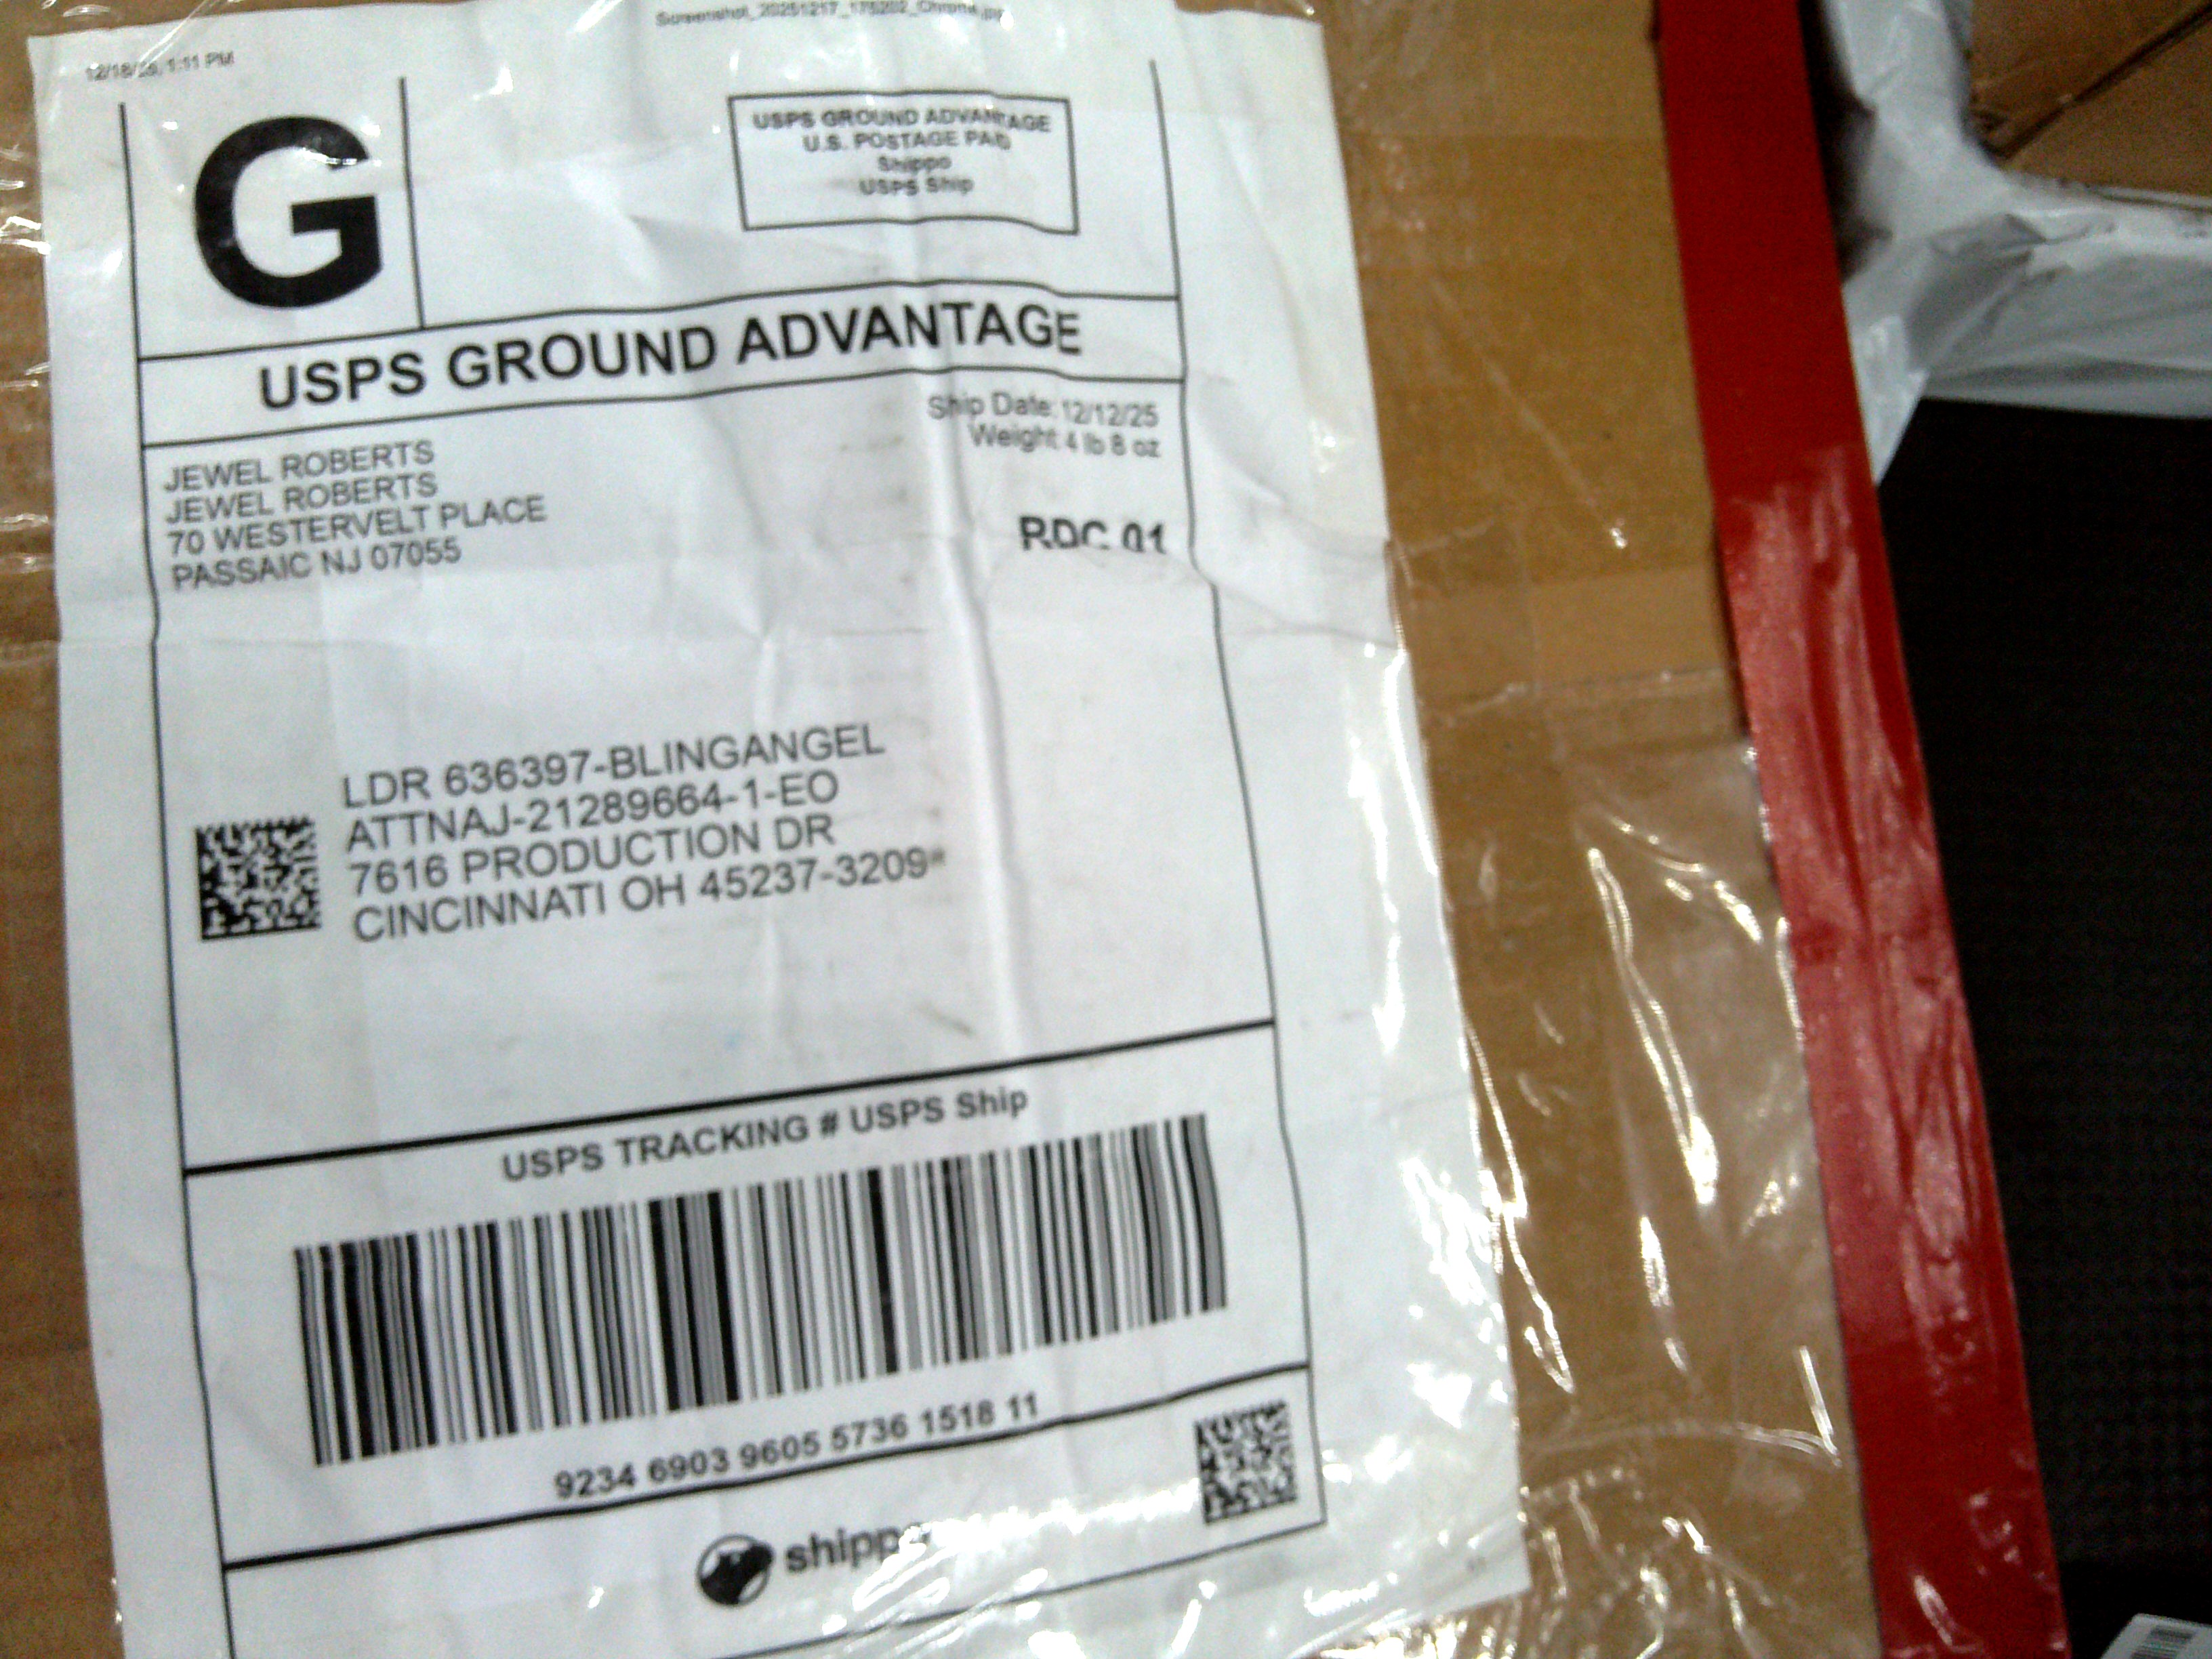 Screenshot_20251217_175202_Chrome.jpg
12/18/25, 1:11 PM
G
USPS GROUND ADVANTAGE
U.S. POSTAGE PAID
Shippo
USPS Ship
USPS GROUND ADVANTAGE
Ship Date: 12/12/25
Weight 4 lb 8 oz
JEWEL ROBERTS
JEWEL ROBERTS
70 WESTERVELT PLACE
PASSAIC NJ 07055
RDC 01
LDR 636397-BLINGANGEL
ATTNAJ-21289664-1-EO
7616 PRODUCTION DR
CINCINNATI OH 45237-3209*
USPS TRACKING # USPS Ship
9234 6903 9605 5736 1518 11
shippo